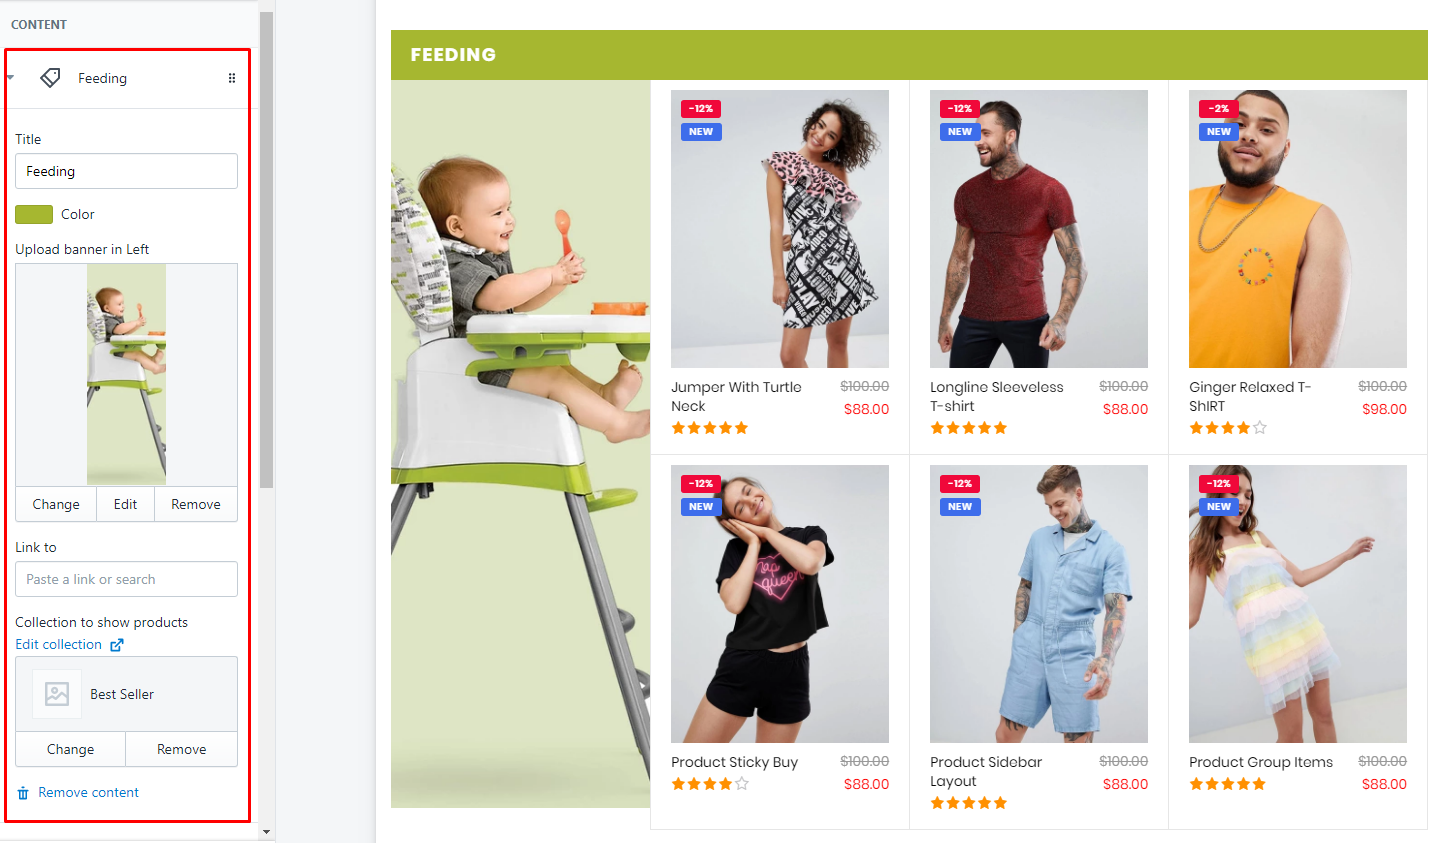 CONTENT
Feeding
Title
Feeding
Color
Upload banner in Left
Change Edit Remove
Link to
Paste a link or search
Collection to show products
Edit collection
Best Seller
Change Remove
Remove content
FEEDING
-12%
NEW
Jumper With Turtle
Neck
$100.00
$88.00
-12%
NEW
Longline Sleeveless
T-shirt
$100.00
$88.00
-2%
NEW
Ginger Relaxed T-
ShIRT
$100.00
$98.00
-12%
NEW
nap
queen
Product Sticky Buy
$100.00
$88.00
-12%
NEW
Product Sidebar
Layout
$100.00
$88.00
-12%
NEW
Product Group Items
$100.00
$88.00